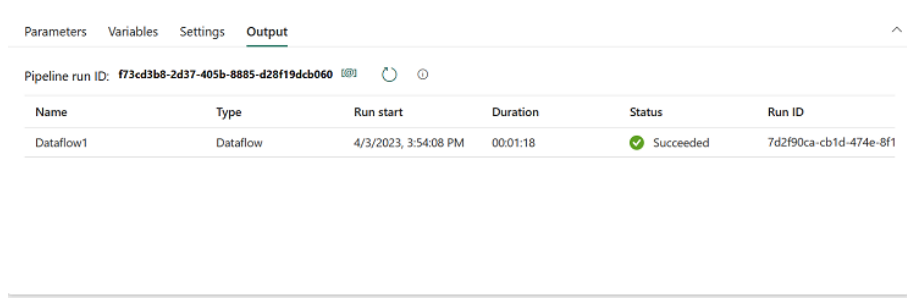 Parameters Variables Settings Output
Pipeline run ID: f73cd3b8-2d37-405b-8885-d28f19dcb060
Name Type Run start Duration Status Run ID
Dataflow1 Dataflow 4/3/2023, 3:54:08 PM 00:01:18 Succeeded 7d2f90ca-cb1d-474e-8f1